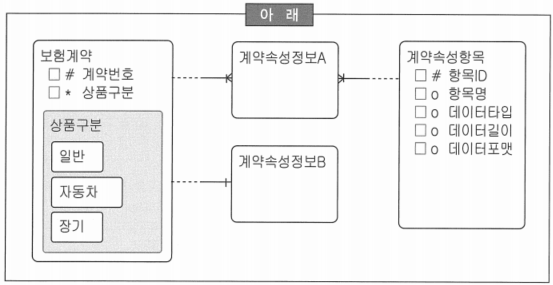 아 래
보험계약
# 계약번호
* 상품구분
상품구분
일반
자동차
장기
계약속성정보A
계약속성정보B
계약속성항목
# 항목ID
o 항목명
o 데이터타입
o 데이터길이
o 데이터포맷